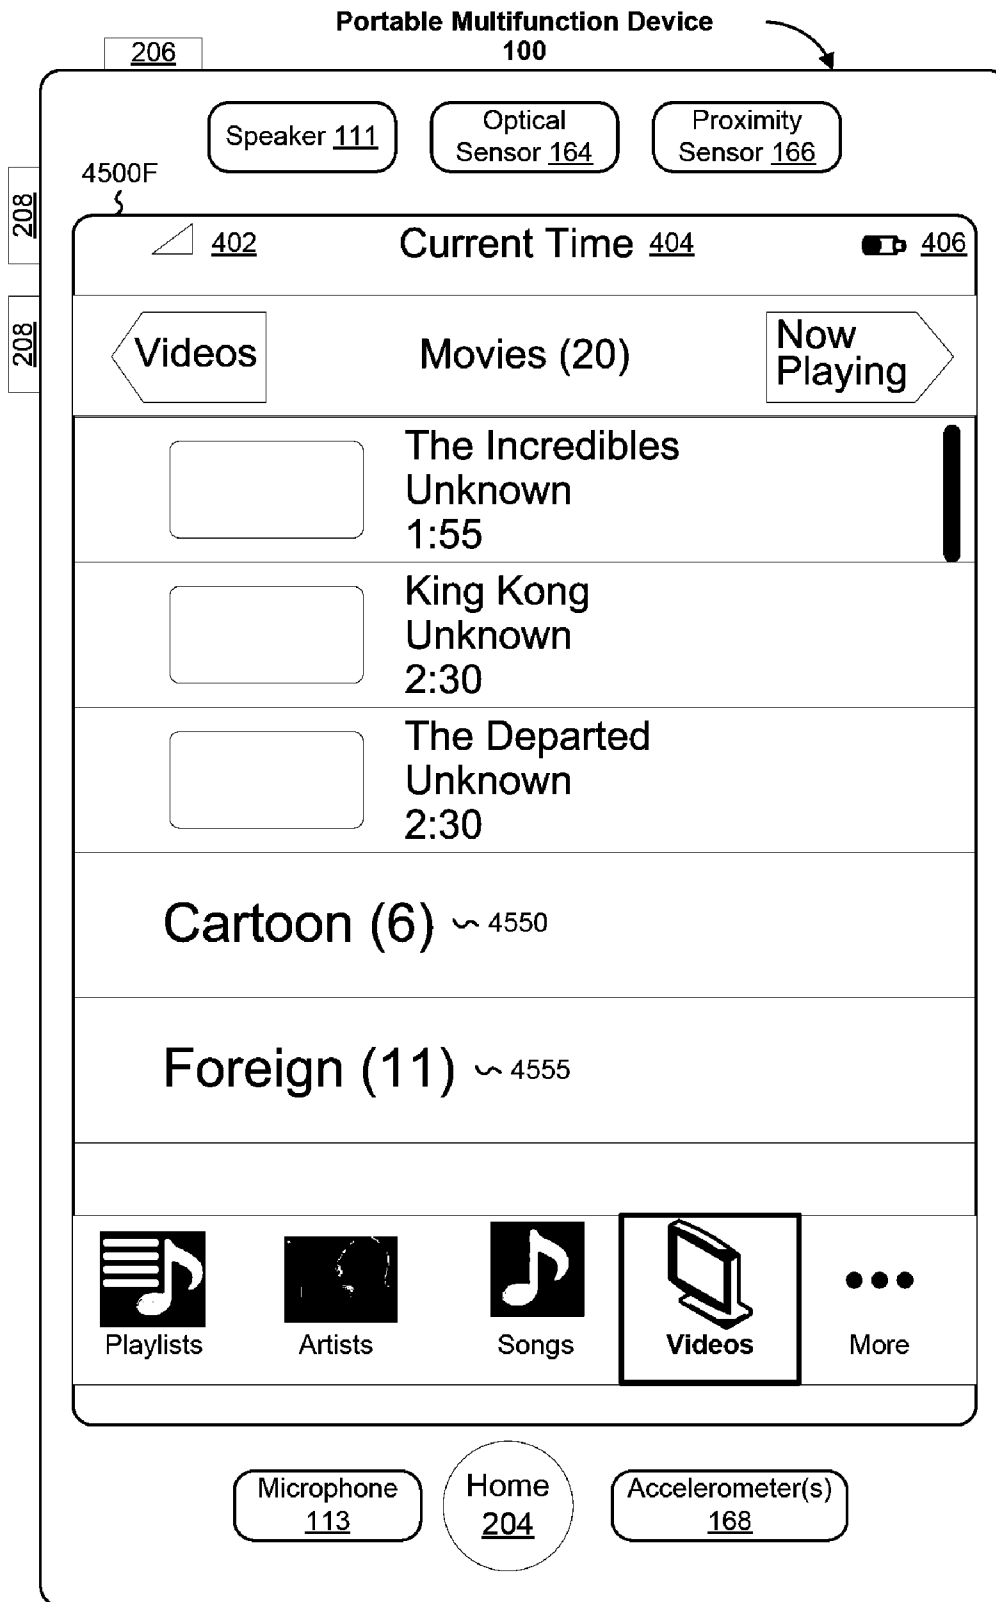 Portable Multifunction Device
100
206
Speaker 111
Optical
Sensor 164
Proximity
Sensor 166
4500F
208
208
402
Current Time 404
406
Videos
Movies (20)
Now
Playing
The Incredibles
Unknown
1:55
King Kong
Unknown
2:30
The Departed
Unknown
2:30
Cartoon (6)
4550
Foreign (11)
4555
Playlists
Artists
Songs
Videos
More
Microphone
113
Home
204
Accelerometer(s)
168